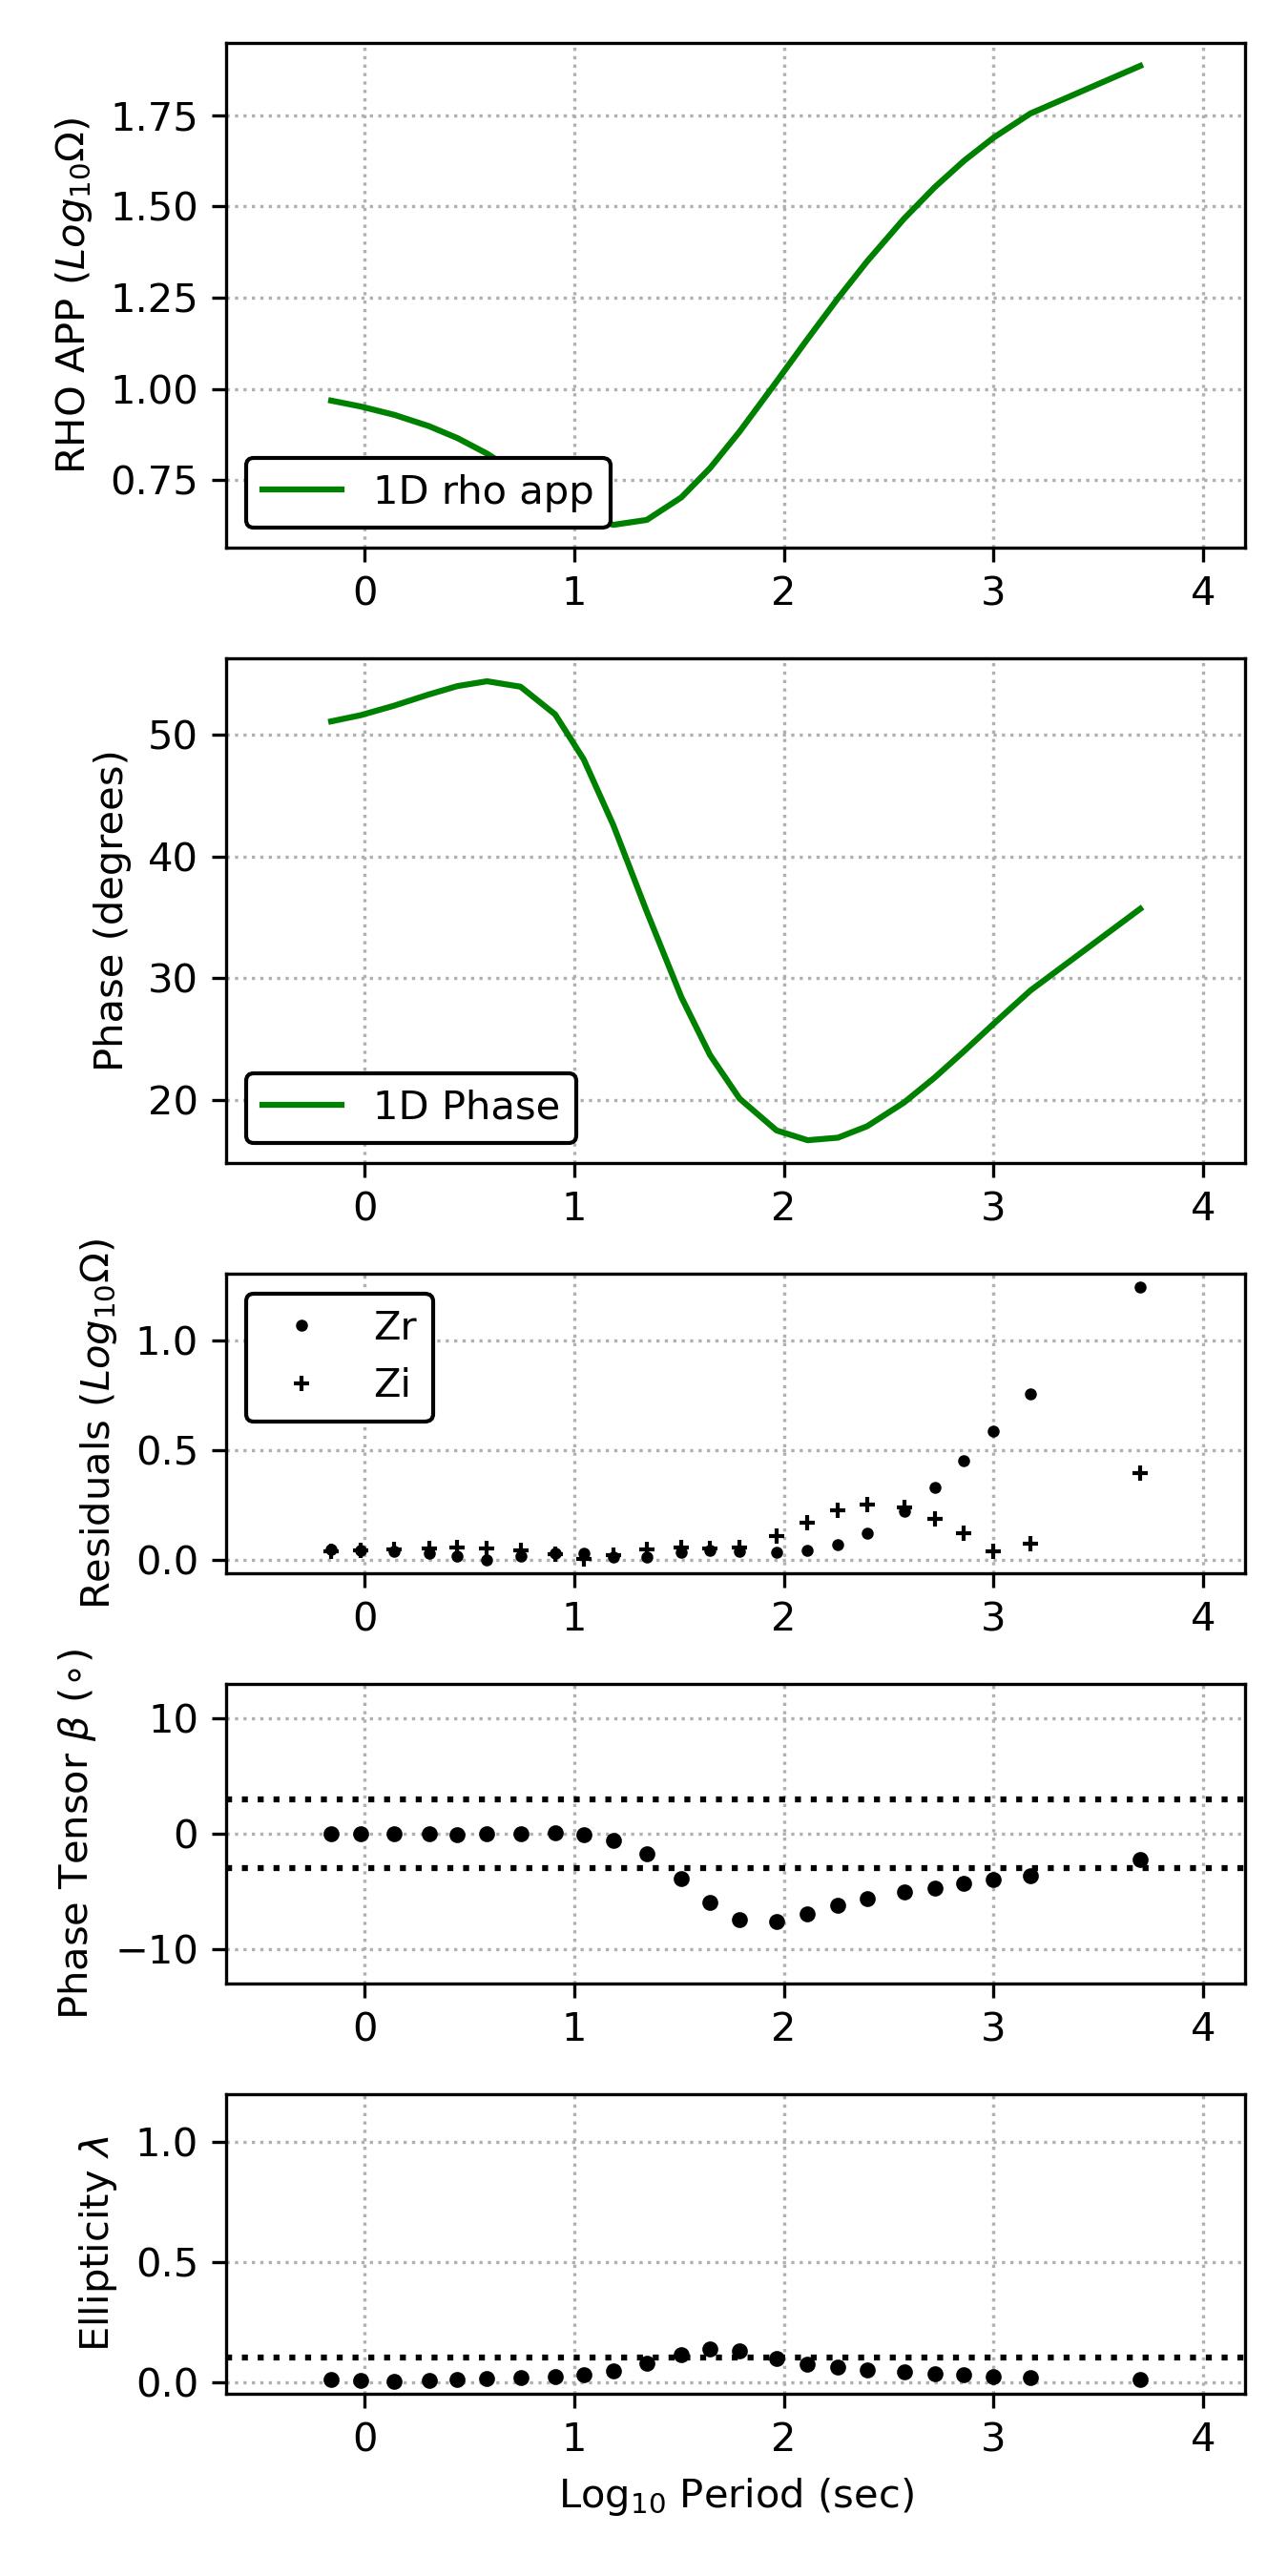 RHO APP (Log₁₀Ω)
1.75
1.50
1.25
1.00
0.75
1D rho app
0 1 2 3 4
Phase (degrees)
50
40
30
20
1D Phase
0 1 2 3 4
Residuals (Log₁₀Ω)
1.0
0.5
0.0
Zr
Zi
0 1 2 3 4
Phase Tensor β (∘)
10
0
−10
0 1 2 3 4
Ellipticity λ
1.0
0.5
0.0
0 1 2 3 4
Log₁₀ Period (sec)